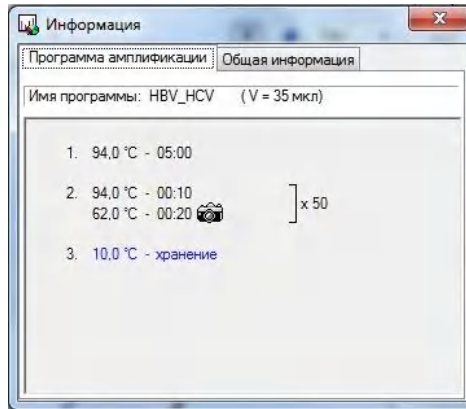 Информация
Программа амплификации Общая информация
Имя программы: HBV_HCV (V = 35 мкл)
1. 94,0 °C - 05:00
2. 94,0 °C - 00:10
62,0 °C - 00:20
x 50
3. 10,0 °C - хранение